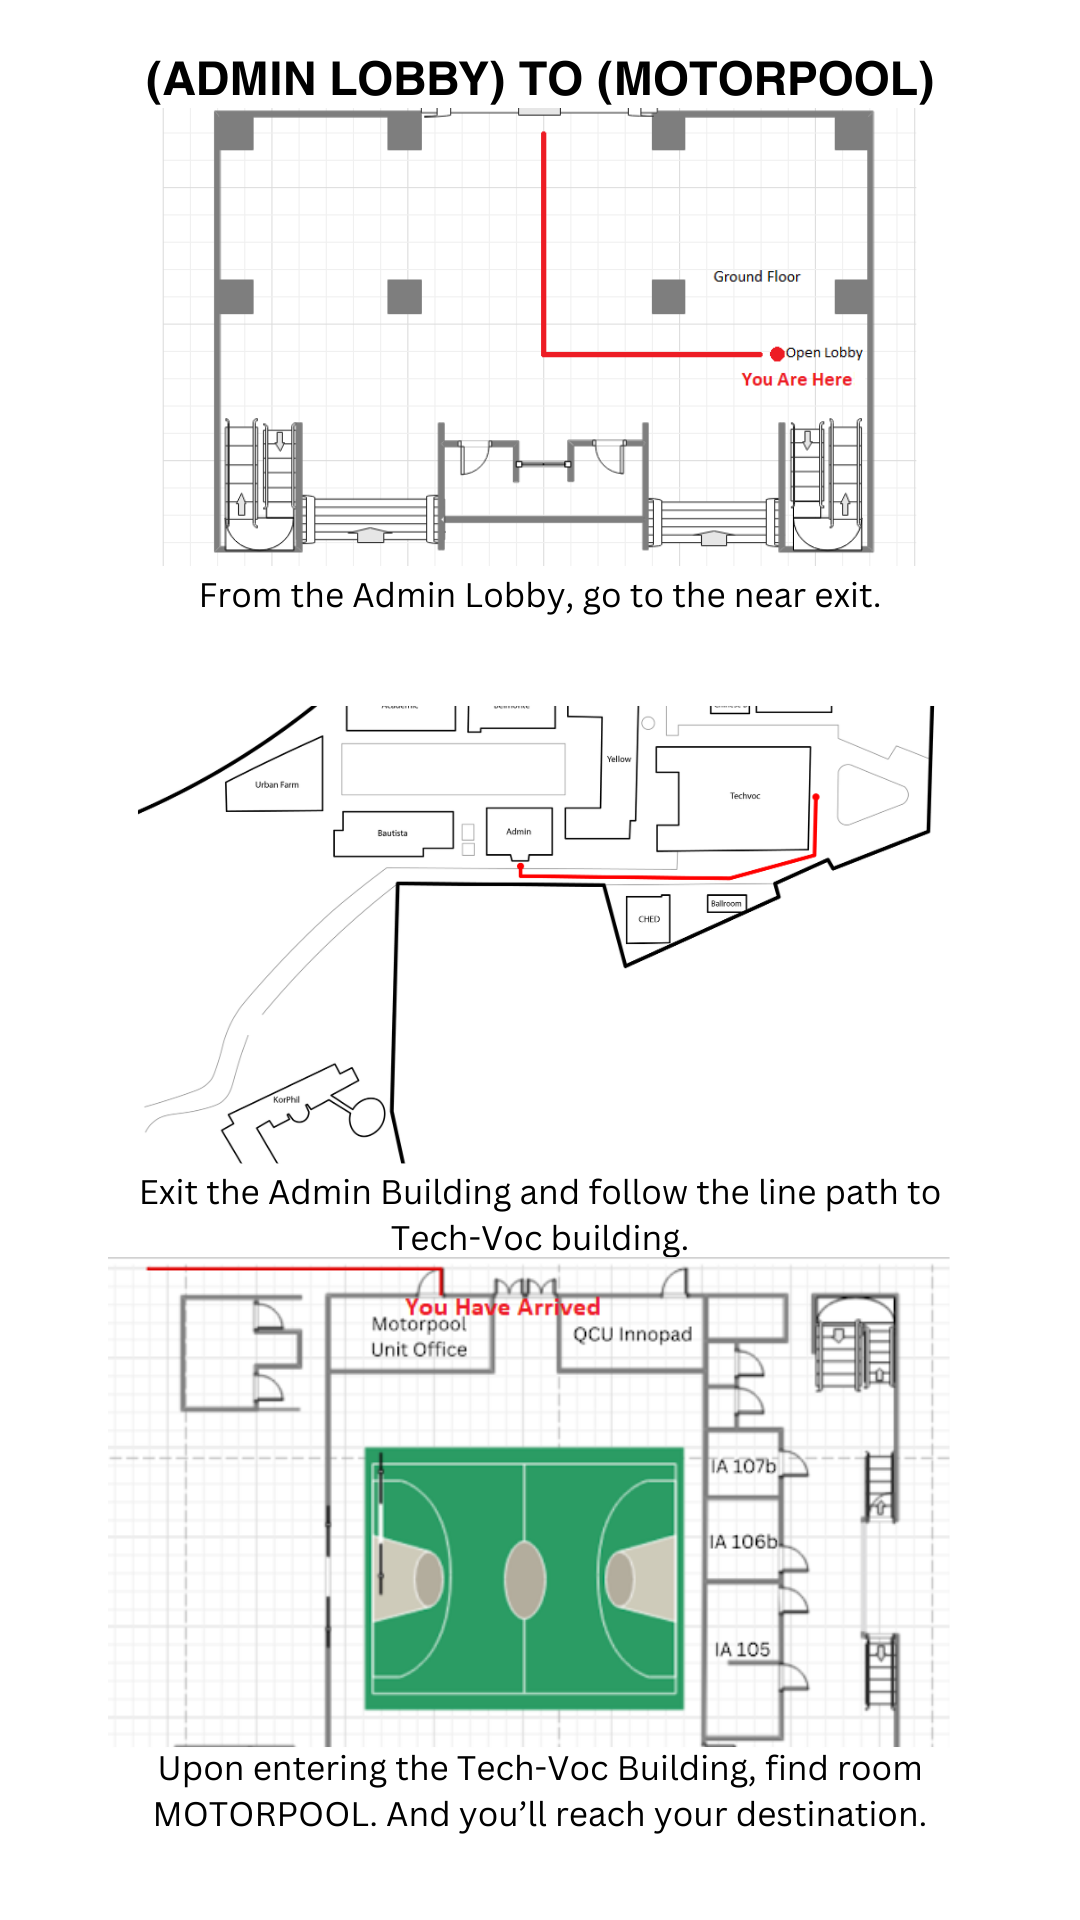 (ADMIN LOBBY) TO (MOTORPOOL)
Ground Floor
Open Lobby
You Are Here
From the Admin Lobby, go to the near exit.
Yellow
Urban Farm
Techvoc
Bautista
Admin
CHED
Ballroom
KorPhil
Exit the Admin Building and follow the line path to
Tech-Voc building.
You Have Arrived
Motorpool
Unit Office
QCU Innopad
IA 107b
IA 106b
IA 105
Upon entering the Tech-Voc Building, find room
MOTORPOOL. And you’ll reach your destination.